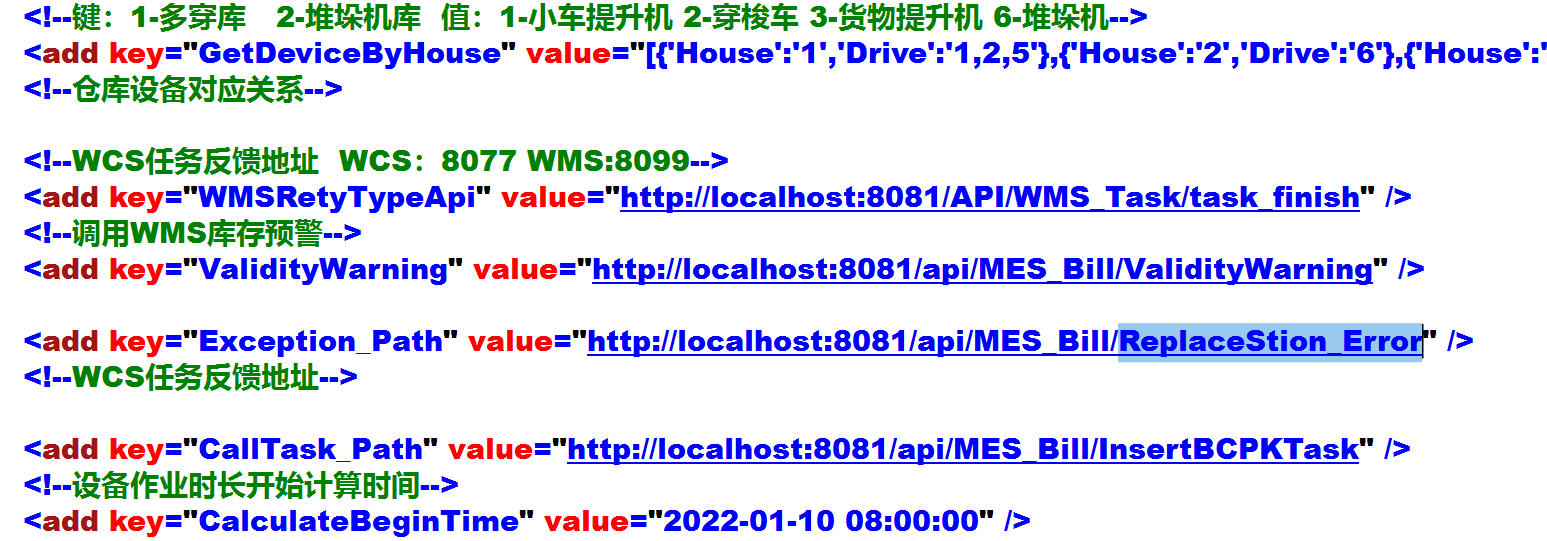 <!--键：1-多穿库   2-堆垛机库  值：1-小车提升机 2-穿梭车 3-货物提升机 6-堆垛机-->
<add key="GetDeviceByHouse" value="[{'House':'1','Drive':'1,2,5'},{'House':'2','Drive':'6'},{'House':'
<!--仓库设备对应关系-->
<!--WCS任务反馈地址  WCS：8077 WMS:8099-->
<add key="WMSRetyTypeApi" value="http://localhost:8081/API/WMS_Task/task_finish" />
<!--调用WMS库存预警-->
<add key="ValidityWarning" value="http://localhost:8081/api/MES_Bill/ValidityWarning" />
<add key="Exception_Path" value="http://localhost:8081/api/MES_Bill/ReplaceStion_Error" />
<!--WCS任务反馈地址-->
<add key="CallTask_Path" value="http://localhost:8081/api/MES_Bill/InsertBCPKTask" />
<!--设备作业时长开始计算时间-->
<add key="CalculateBeginTime" value="2022-01-10 08:00:00" />